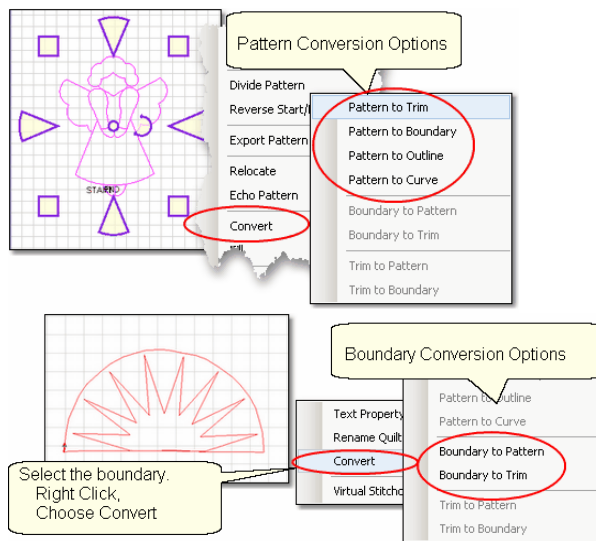 Pattern Conversion Options
Divide Pattern
Reverse Start/
Export Pattern
Relocate
Echo Pattern
Convert
Pattern to Trim
Pattern to Boundary
Pattern to Outline
Pattern to Curve
Boundary to Pattern
Boundary to Trim
Trim to Pattern
Trim to Boundary
Boundary Conversion Options
Pattern to Outline
Pattern to Curve
Boundary to Pattern
Boundary to Trim
Trim to Pattern
Trim to Boundary
Text Property
Rename Quilt
Convert
Virtual Stitcho
Select the boundary.
Right Click,
Choose Convert